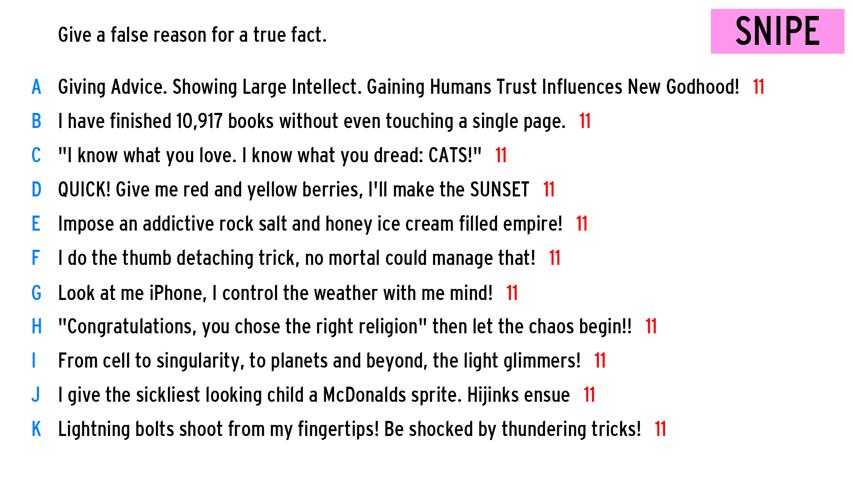 Give a false reason for a true fact.
SNIPE
A Giving Advice. Showing Large Intellect. Gaining Humans Trust Influences New Godhood! 11
B I have finished 10,917 books without even touching a single page. 11
C "I know what you love. I know what you dread: CATS!" 11
D QUICK! Give me red and yellow berries, I'll make the SUNSET 11
E Impose an addictive rock salt and honey ice cream filled empire! 11
F I do the thumb detaching trick, no mortal could manage that! 11
G Look at me iPhone, I control the weather with me mind! 11
H "Congratulations, you chose the right religion" then let the chaos begin!! 11
I From cell to singularity, to planets and beyond, the light glimmers! 11
J I give the sickliest looking child a McDonalds sprite. Hijinks ensue 11
K Lightning bolts shoot from my fingertips! Be shocked by thundering tricks! 11